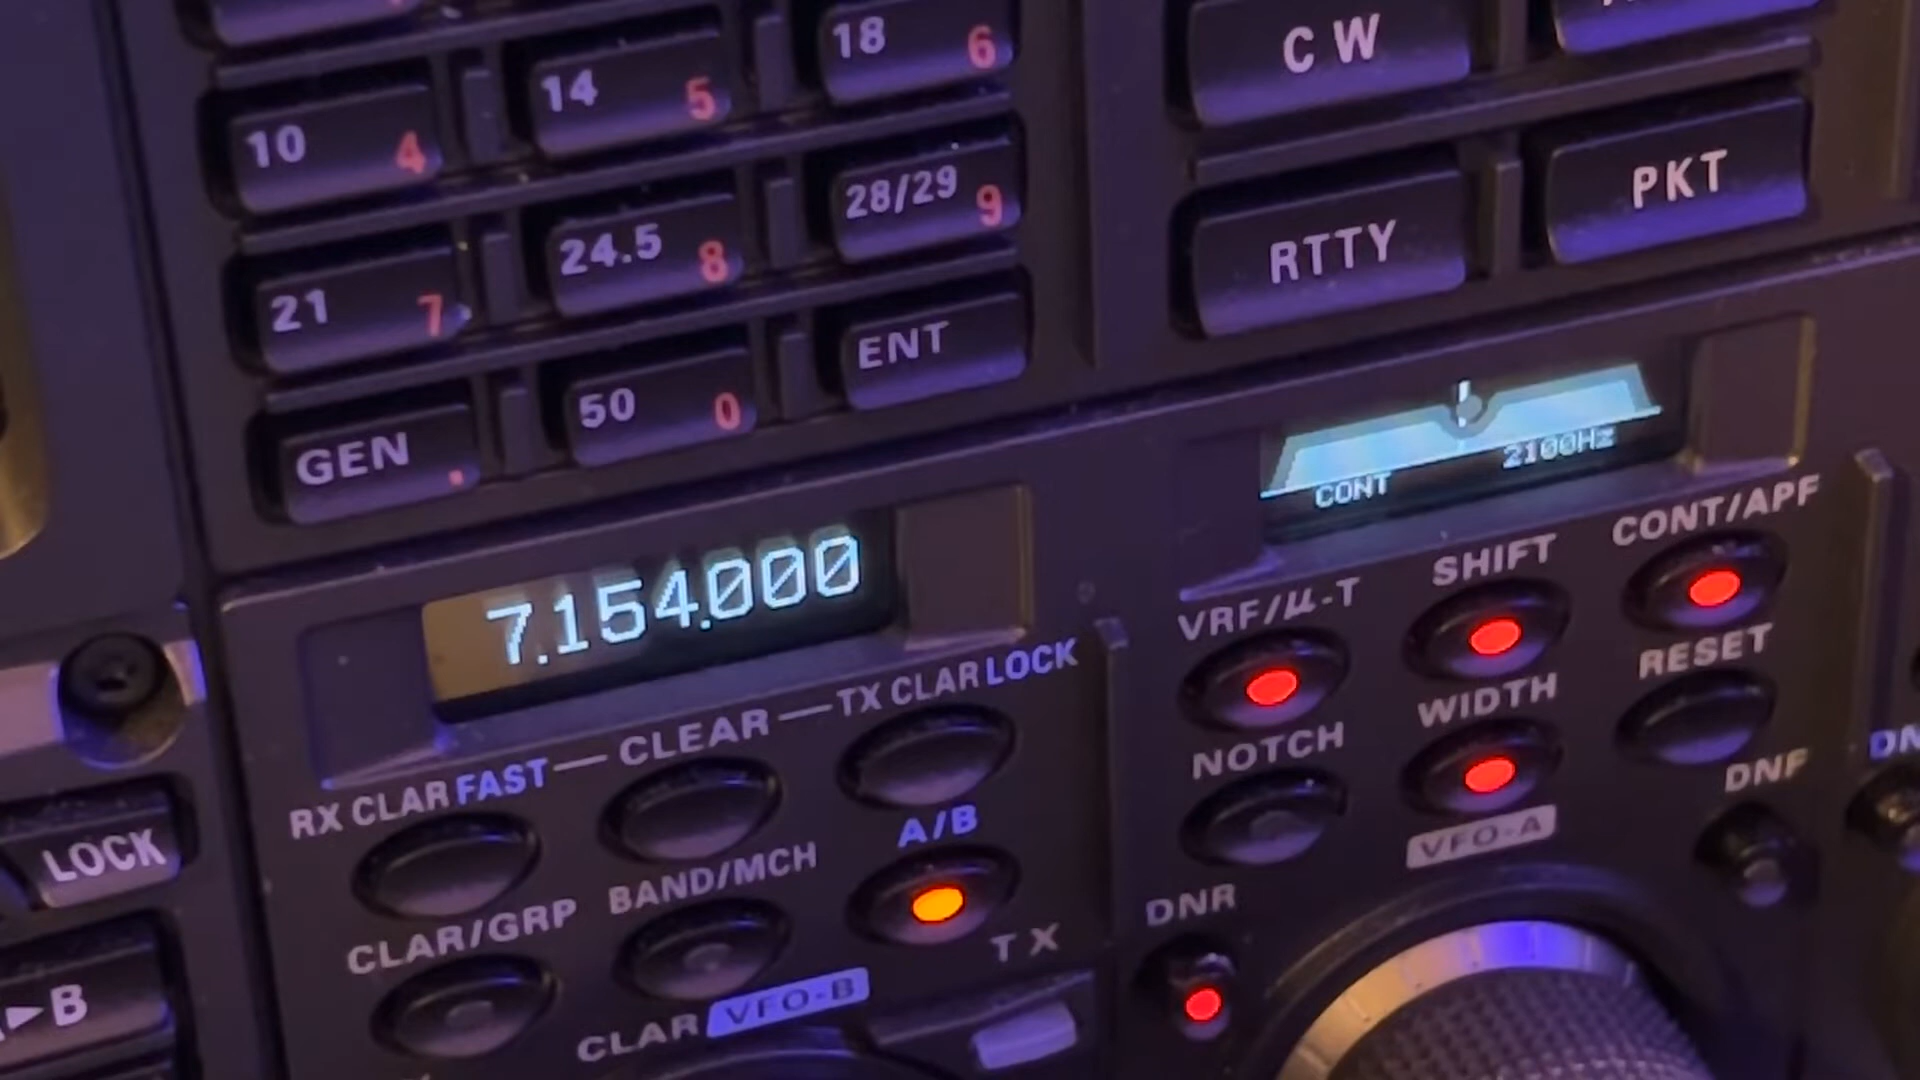 18 6
14 5
10 4
28/29 9
24.5 8
21 7
ENT
50 0
GEN .
CW
PKT
RTTY
2100Hz
CONT
7.154.000
CONT/APF
SHIFT
VRF/µ-T
RESET
WIDTH
NOTCH
DNF
VFO-A
DNR
RX CLAR FAST — CLEAR — TX CLAR LOCK
A/B
BAND/MCH
CLAR/GRP
TX
CLAR VFO-B
LOCK
►B